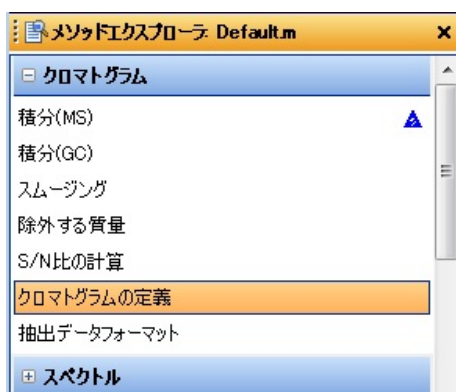 メソッドエクスプローラ: Default.m
クロマトグラム
積分(MS)
積分(GC)
スムージング
除外する質量
S/N比の計算
クロマトグラムの定義
抽出データフォーマット
スペクトル